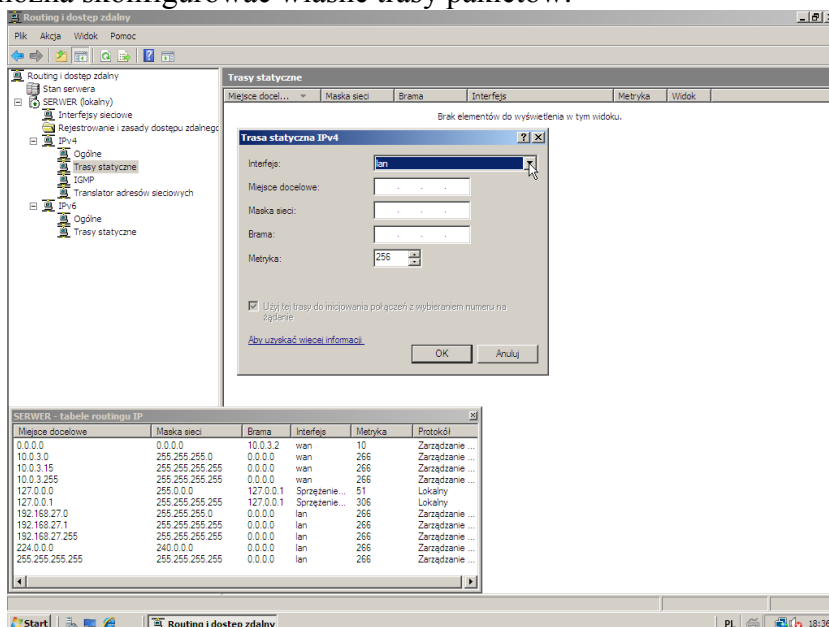 można skonfigurować własne trasy pakietów.
Routing i dostęp zdalny
Plik Akcja Widok Pomoc
Routing i dostęp zdalny
Stan serwera
SERWER (lokalny)
Interfejsy sieciowe
Rejestrowanie i zasady dostępu zdalnegc
IPv4
Ogólne
Trasy statyczne
IGMP
Translator adresów sieciowych
IPv6
Ogólne
Trasy statyczne
Trasy statyczne
Miejsce docel... Maska sieci Brama Interfejs Metryka Widok
Brak elementów do wyświetlenia w tym widoku.
Trasa statyczna IPv4
Interfejs: lan
Miejsce docelowe:
Maska sieci:
Brama:
Metryka: 256
Użyj tej trasy do inicjowania połączeń z wybieraniem numeru na
żądanie
Aby uzyskać więcej informacji
OK Anuluj
SERWER - tabele routingu IP
Miejsce docelowe Maska sieci Brama Interfejs Metryka Protokół
0.0.0.0 0.0.0.0 10.0.3.2 wan 10 Zarządzanie ...
10.0.3.0 255.255.255.0 0.0.0.0 wan 266 Zarządzanie ...
10.0.3.15 255.255.255.255 0.0.0.0 wan 266 Zarządzanie ...
10.0.3.255 255.255.255.255 0.0.0.0 wan 266 Zarządzanie ...
127.0.0.0 255.0.0.0 127.0.0.1 Sprzężenie... 51 Lokalny
127.0.0.1 255.255.255.255 127.0.0.1 Sprzężenie... 306 Lokalny
192.168.27.0 255.255.255.0 0.0.0.0 lan 266 Zarządzanie ...
192.168.27.1 255.255.255.255 0.0.0.0 lan 266 Zarządzanie ...
192.168.27.255 255.255.255.255 0.0.0.0 lan 266 Zarządzanie ...
224.0.0.0 240.0.0.0 0.0.0.0 lan 266 Zarządzanie ...
255.255.255.255 255.255.255.255 0.0.0.0 lan 266 Zarządzanie ...
Start Routing i dostęp zdalny PL 18:36